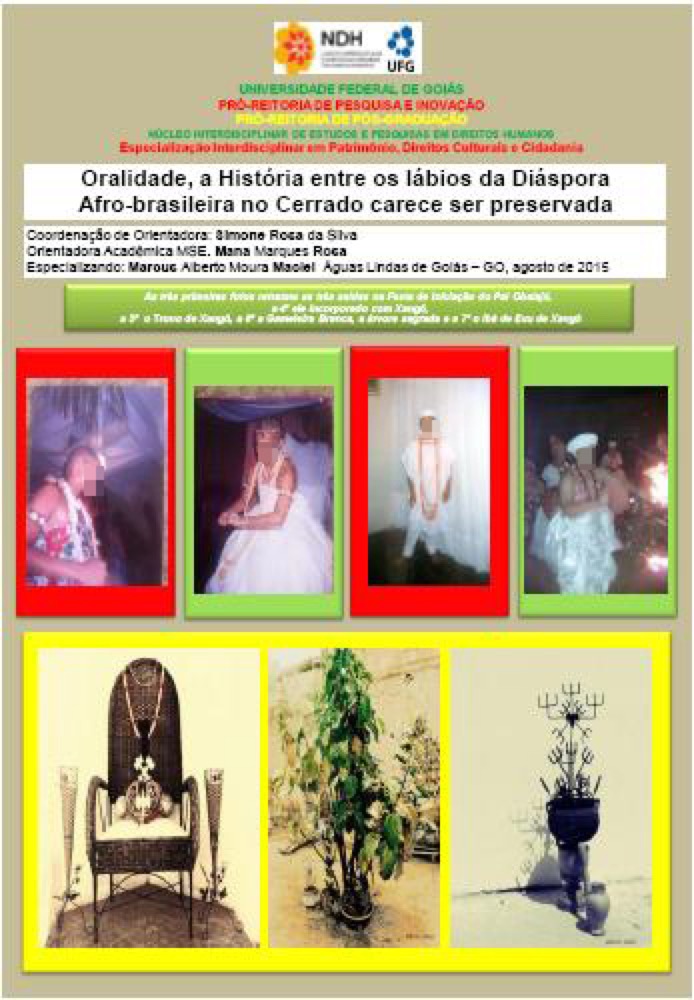 NDH
UFG
UNIVERSIDADE FEDERAL DE GOIÁS
PRÓ-REITORIA DE PESQUISA E INOVAÇÃO
PRÓ-REITORIA DE PÓS-GRADUAÇÃO
NÚCLEO INTERDISCIPLINAR DE ESTUDOS E PESQUISAS EM DIREITOS HUMANOS
Especialização Interdisciplinar em Patrimônio, Direitos Culturais e Cidadania
Oralidade, a História entre os lábios da Diáspora
Afro-brasileira no Cerrado carece ser preservada
Coordenação de Orientadora: Simone Rosa da Silva
Orientadora Acadêmica MSE. Mana Marques Rosa
Especializando: Marcus Alberto Moura Maciel Águas Lindas de Goiás – GO, agosto de 2015
As três primeiras fotos retratam as três saídas na Festa de Iniciação do Pai
a 4ª ele incorporado com Xangô,
a 5ª o Trono de Xangô, a 6ª a Gameleira Branca, a árvore sagrada e a 7ª o Ibá de Exu de Xangô